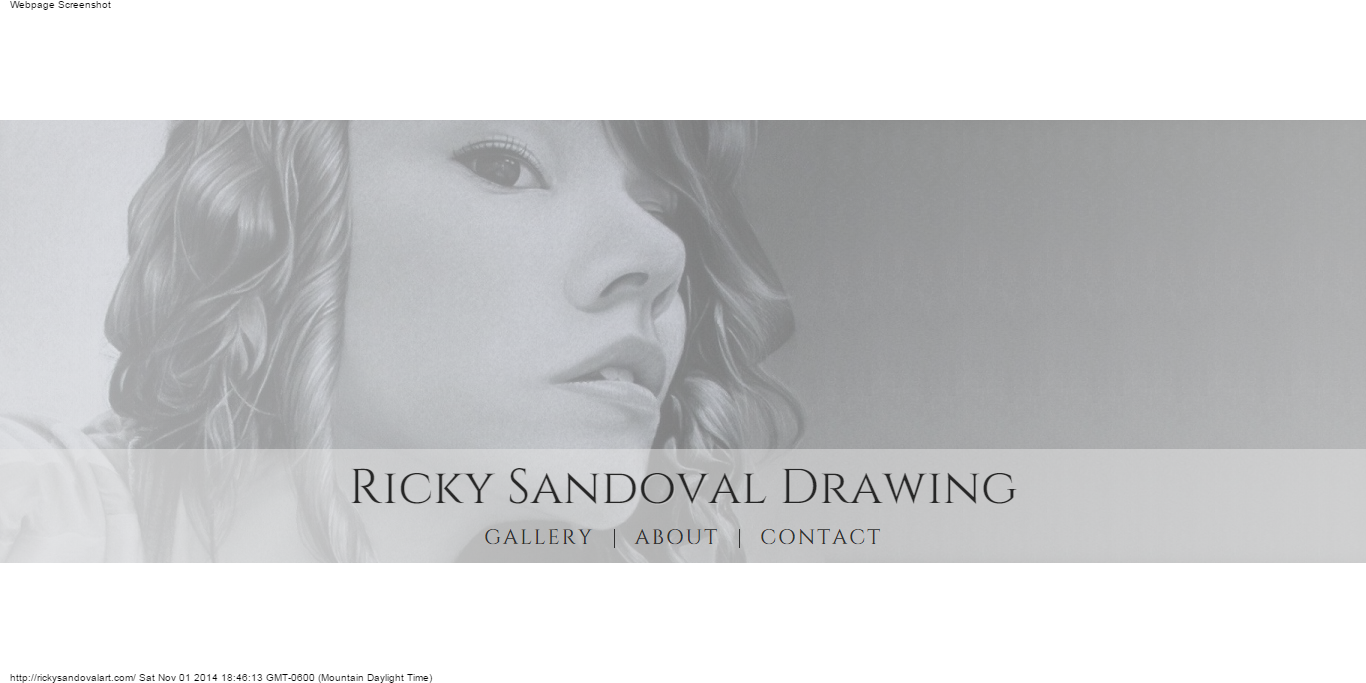 Webpage Screenshot
Ricky Sandoval Drawing
GALLERY | ABOUT | CONTACT
http://rickysandovalart.com/ Sat Nov 01 2014 18:46:13 GMT-0600 (Mountain Daylight Time)